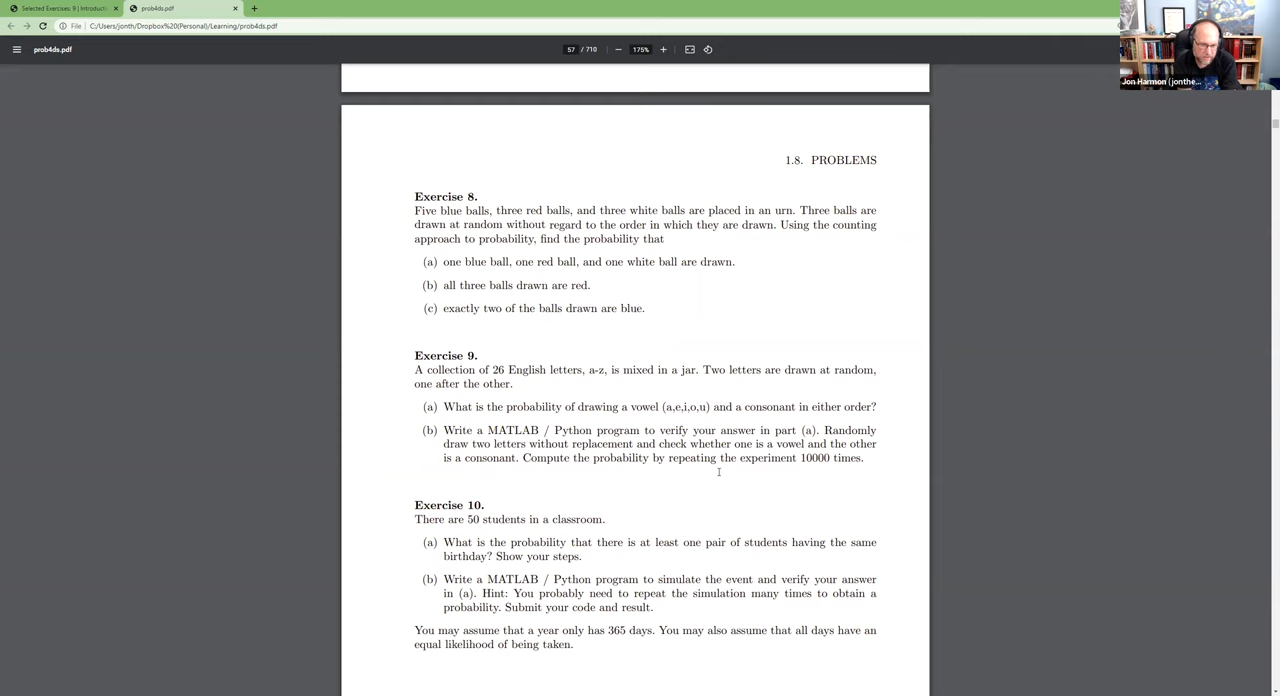 Selected Exercises: 9 | Introducti
prob4ds.pdf
File
C:/Users/jonth/Dropbox%20(Personal)/Learning/prob4ds.pdf
prob4ds.pdf
57 / 710
175%
Jon Harmon (jonthe...
1.8. PROBLEMS
Exercise 8.
Five blue balls, three red balls, and three white balls are placed in an urn. Three balls are
drawn at random without regard to the order in which they are drawn. Using the counting
approach to probability, find the probability that
(a) one blue ball, one red ball, and one white ball are drawn.
(b) all three balls drawn are red.
(c) exactly two of the balls drawn are blue.
Exercise 9.
A collection of 26 English letters, a-z, is mixed in a jar. Two letters are drawn at random,
one after the other.
(a) What is the probability of drawing a vowel (a,e,i,o,u) and a consonant in either order?
(b) Write a MATLAB / Python program to verify your answer in part (a). Randomly
draw two letters without replacement and check whether one is a vowel and the other
is a consonant. Compute the probability by repeating the experiment 10000 times.
Exercise 10.
There are 50 students in a classroom.
(a) What is the probability that there is at least one pair of students having the same
birthday? Show your steps.
(b) Write a MATLAB / Python program to simulate the event and verify your answer
in (a). Hint: You probably need to repeat the simulation many times to obtain a
probability. Submit your code and result.
You may assume that a year only has 365 days. You may also assume that all days have an
equal likelihood of being taken.